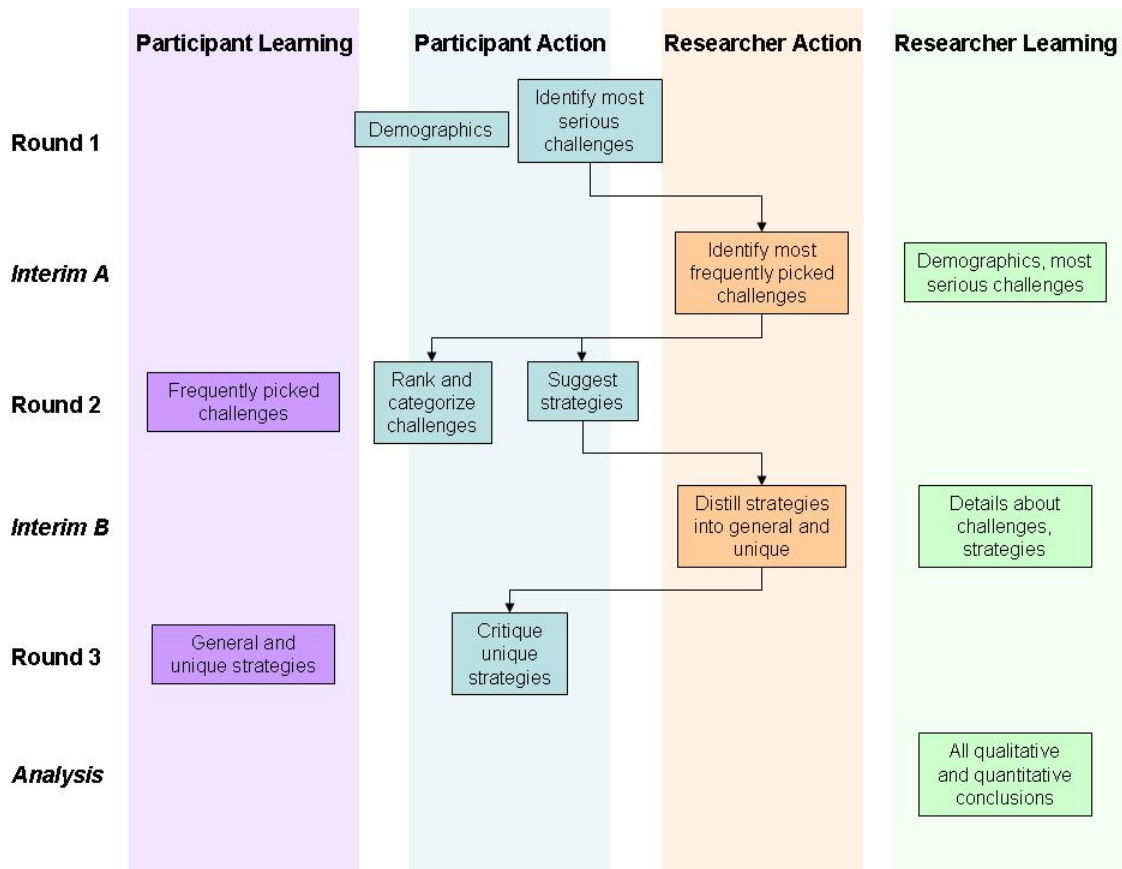 Participant Learning
Participant Action
Researcher Action
Researcher Learning
Round 1
Demographics
Identify most
serious
challenges
Interim A
Identify most
frequently picked
challenges
Demographics, most
serious challenges
Round 2
Frequently picked
challenges
Rank and
categorize
challenges
Suggest
strategies
Interim B
Distill strategies
into general and
unique
Details about
challenges,
strategies
Round 3
General and
unique strategies
Critique
unique
strategies
Analysis
All qualitative
and quantitative
conclusions